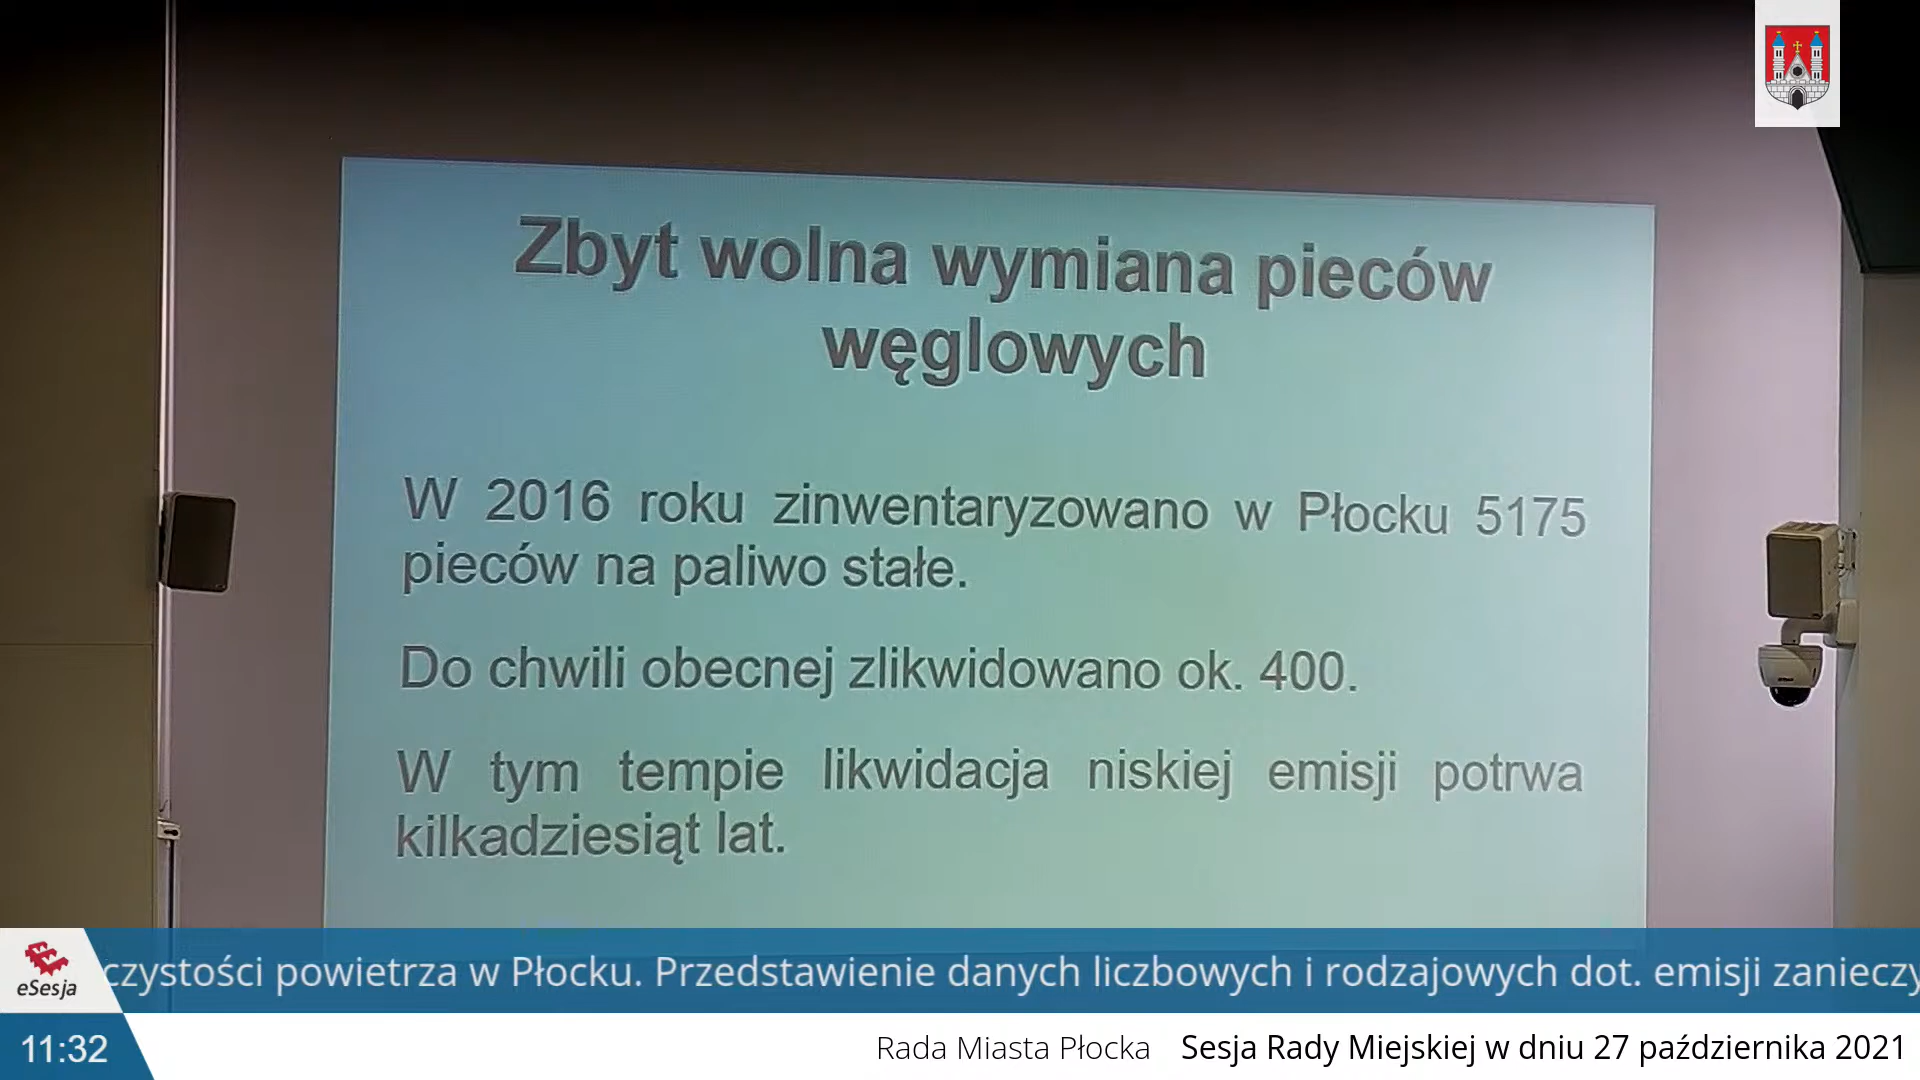 Zbyt wolna wymiana pieców
węglowych
W 2016 roku zinwentaryzowano w Płocku 5175
pieców na paliwo stałe.
Do chwili obecnej zlikwidowano ok. 400.
W tym tempie likwidacja niskiej emisji potrwa
kilkadziesiąt lat.
eSesja
czystości powietrza w Płocku. Przedstawienie danych liczbowych i rodzajowych dot. emisji zanieczy
11:32
Rada Miasta Płocka Sesja Rady Miejskiej w dniu 27 października 2021